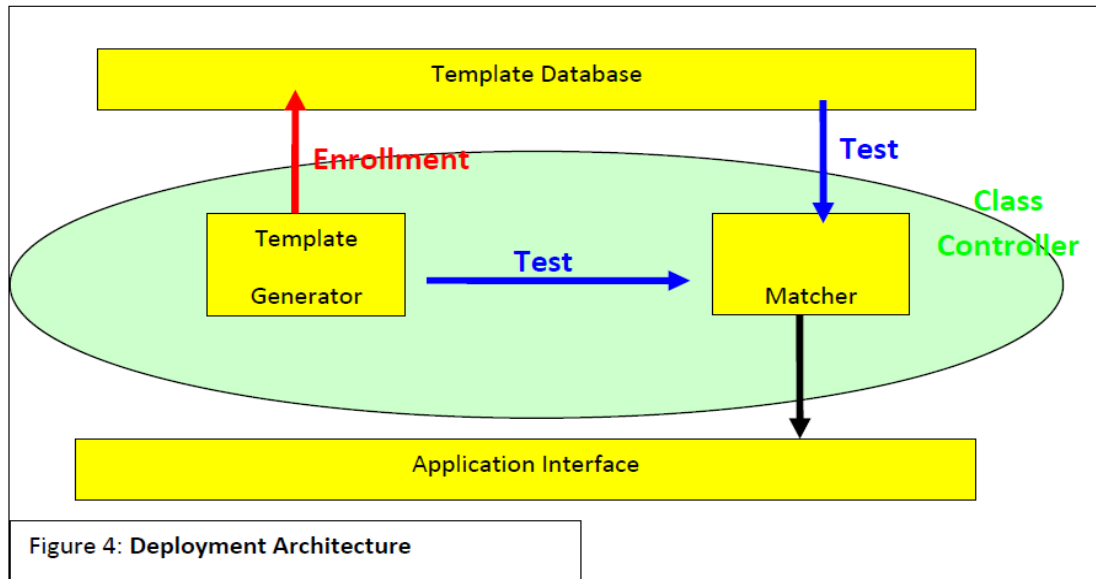 Template Database
Enrollment
Test
Class
Controller
Template
Generator
Test
Matcher
Application Interface
Figure 4: Deployment Architecture